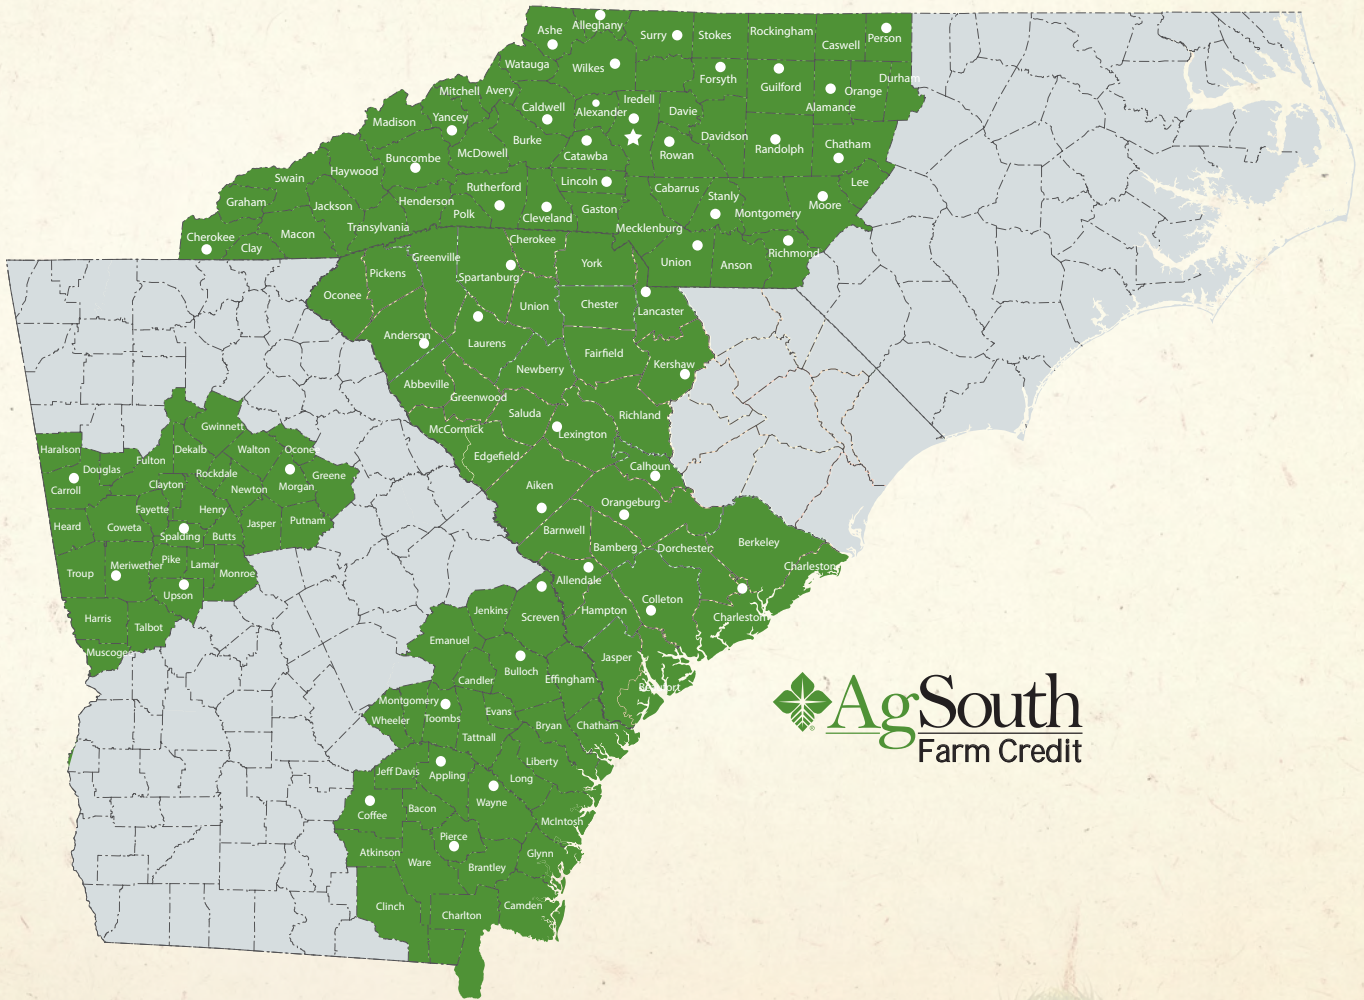 Alleghany
Ashe
Surry
Stokes
Rockingham
Caswell
Person
Watauga
Wilkes
Forsyth
Guilford
Alamance
Orange
Durham
Mitchell
Avery
Caldwell
Alexander
Iredell
Davie
Madison
Yancey
Burke
Catawba
Rowan
Davidson
Randolph
Chatham
Buncombe
McDowell
Haywood
Swain
Rutherford
Lincoln
Cabarrus
Stanly
Lee
Graham
Jackson
Henderson
Polk
Cleveland
Gaston
Montgomery
Moore
Cherokee
Clay
Macon
Transylvania
Mecklenburg
Union
Anson
Richmond
Cherokee
Greenville
Pickens
Spartanburg
York
Oconee
Union
Chester
Lancaster
Anderson
Laurens
Fairfield
Newberry
Kershaw
Abbeville
Greenwood
Saluda
Richland
McCormick
Lexington
Edgefield
Calhoun
Aiken
Orangeburg
Barnwell
Bamberg
Dorchester
Berkeley
Charleston
Allendale
Hampton
Colleton
Charleston
Jasper
Beaufort
Gwinnett
Haralson
Fulton
Dekalb
Walton
Oconee
Douglas
Rockdale
Greene
Carroll
Clayton
Newton
Morgan
Fayette
Henry
Heard
Coweta
Spalding
Butts
Jasper
Putnam
Troup
Meriwether
Pike
Lamar
Monroe
Upson
Harris
Talbot
Muscogee
Jenkins
Screven
Emanuel
Bulloch
Candler
Effingham
Montgomery
Wheeler
Toombs
Evans
Bryan
Chatham
Tattnall
Jeff Davis
Appling
Liberty
Long
Coffee
Bacon
Wayne
McIntosh
Pierce
Atkinson
Ware
Glynn
Brantley
Clinch
Charlton
Camden
AgSouth
Farm Credit
®